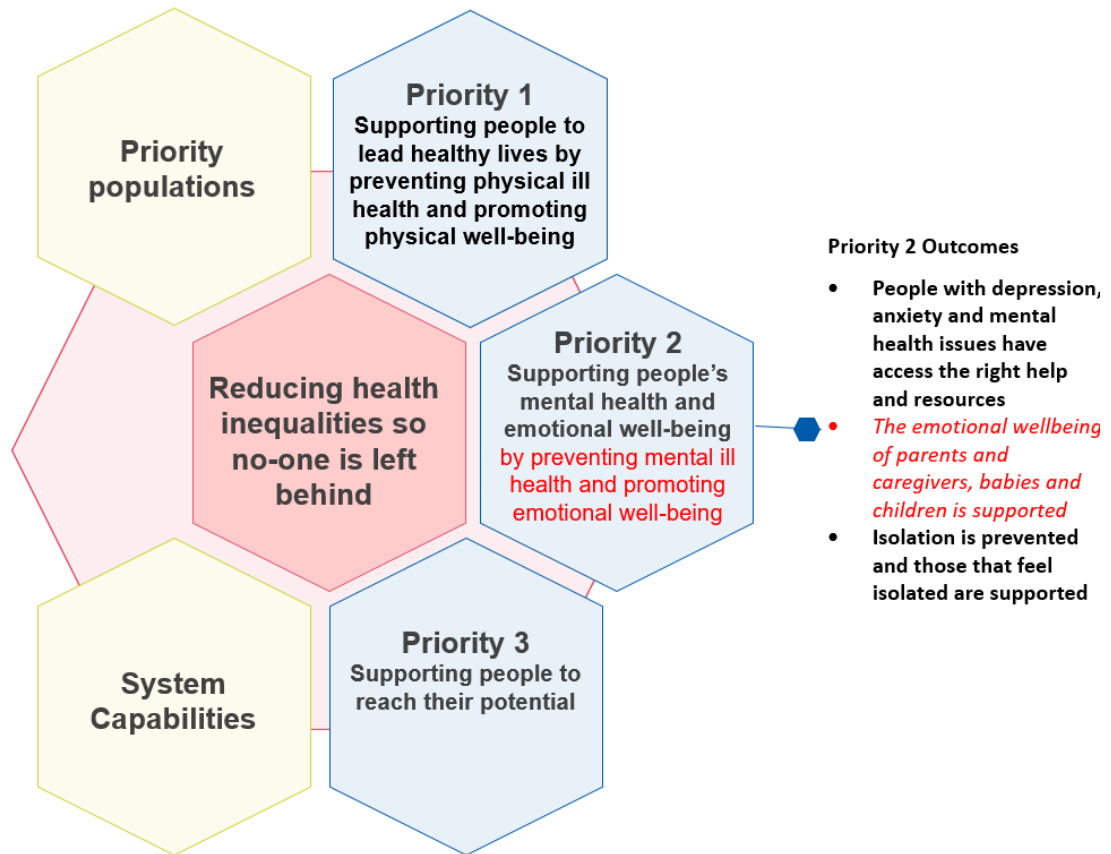 Priority
populations
Priority 1
Supporting people to
lead healthy lives by
preventing physical ill
health and promoting
physical well-being
Reducing health
inequalities so
no-one is left
behind
Priority 2
Supporting people’s
mental health and
emotional well-being
by preventing mental ill
health and promoting
emotional well-being
System
Capabilities
Priority 3
Supporting people to
reach their potential
Priority 2 Outcomes
• People with depression,
anxiety and mental
health issues have
access the right help
and resources
• The emotional wellbeing
of parents and
caregivers, babies and
children is supported
• Isolation is prevented
and those that feel
isolated are supported